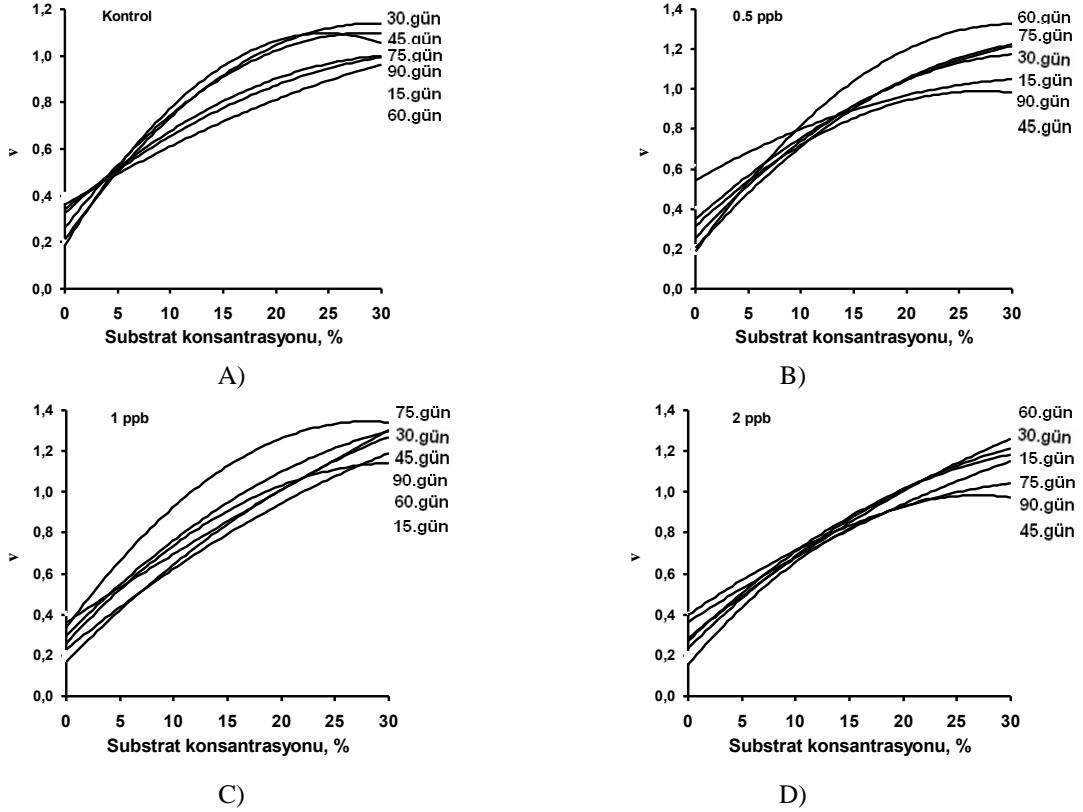 Kontrol
1,2
1,0
0,8
0,6
0,4
0,2
0,0
v
0 5 10 15 20 25 30
Substrat konsantrasyonu, %
30.gün
45.gün
75.gün
90.gün
15.gün
60.gün
A)
0.5 ppb
1,4
1,2
1,0
0,8
0,6
0,4
0,2
0,0
v
0 5 10 15 20 25 30
Substrat konsantrasyonu, %
60.gün
75.gün
30.gün
15.gün
90.gün
45.gün
B)
1 ppb
1,4
1,2
1,0
0,8
0,6
0,4
0,2
0,0
v
0 5 10 15 20 25 30
Substrat konsantrasyonu, %
75.gün
30.gün
45.gün
90.gün
60.gün
15.gün
C)
2 ppb
1,4
1,2
1,0
0,8
0,6
0,4
0,2
0,0
v
0 5 10 15 20 25 30
Substrat konsantrasyonu, %
60.gün
30.gün
15.gün
75.gün
90.gün
45.gün
D)